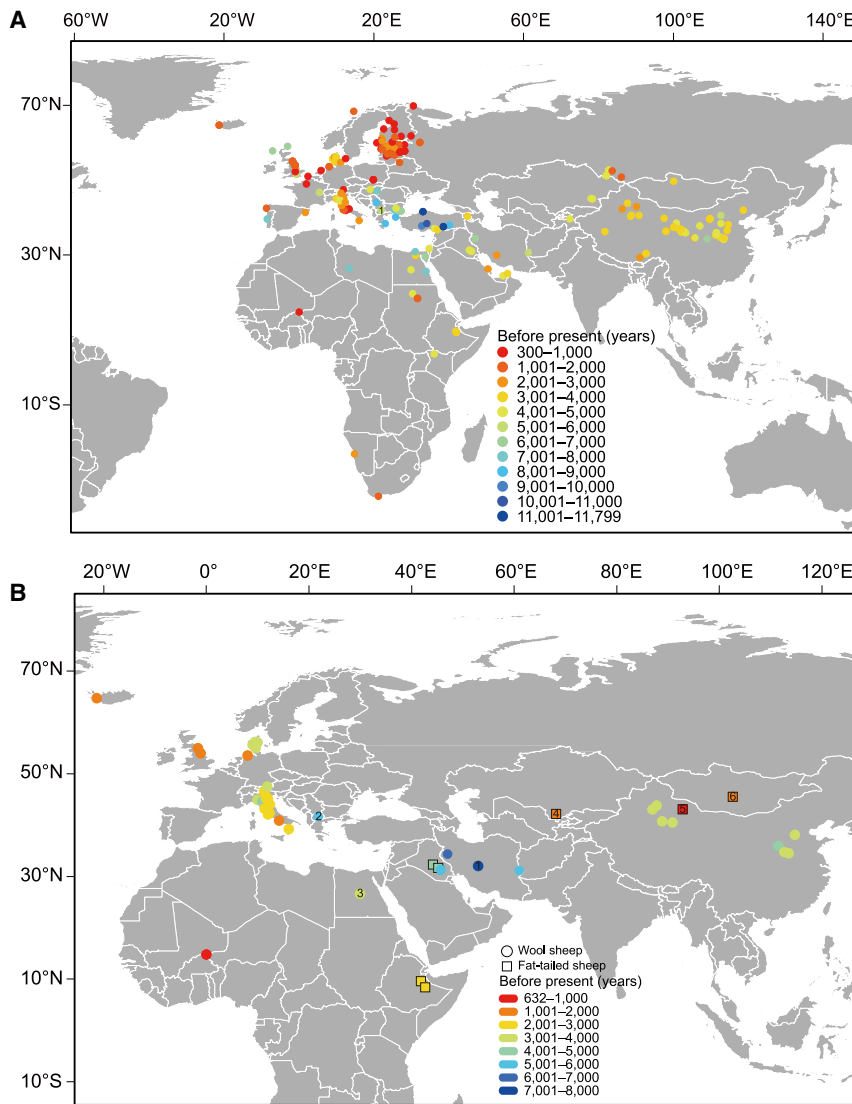 A
60°W 20°W 20°E 60°E 100°E 140°E
70°N
30°N
10°S
1
Before present (years)
300–1,000
1,001–2,000
2,001–3,000
3,001–4,000
4,001–5,000
5,001–6,000
6,001–7,000
7,001–8,000
8,001–9,000
9,001–10,000
10,001–11,000
11,001–11,799
B
20°W 0° 20°E 40°E 60°E 80°E 100°E 120°E
70°N
50°N
30°N
10°N
10°S
2
4
5
6
1
3
Wool sheep
Fat-tailed sheep
Before present (years)
632–1,000
1,001–2,000
2,001–3,000
3,001–4,000
4,001–5,000
5,001–6,000
6,001–7,000
7,001–8,000